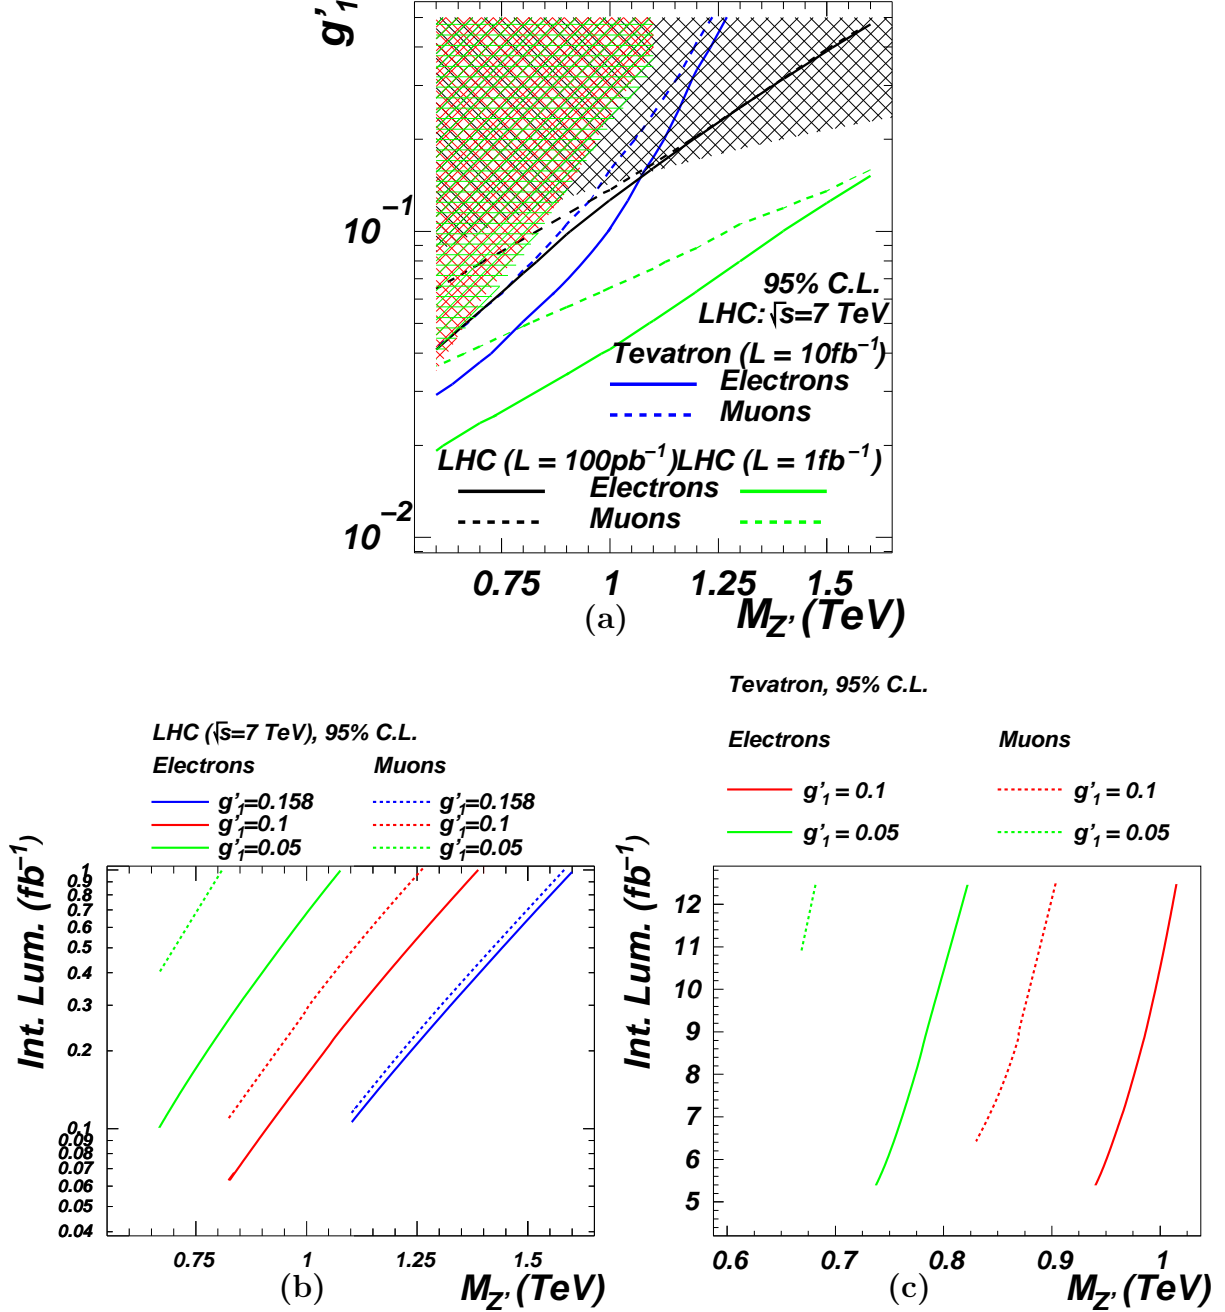 g'₁
10⁻¹
10⁻²
95% C.L.
LHC: √s=7 TeV
Tevatron (L = 10fb⁻¹)
Electrons
Muons
LHC (L = 100pb⁻¹) LHC (L = 1fb⁻¹)
Electrons
Muons
0.75 1 1.25 1.5
(a) M_Z' (TeV)
LHC (√s=7 TeV), 95% C.L.
Electrons Muons
g'₁=0.158 g'₁=0.158
g'₁=0.1 g'₁=0.1
g'₁=0.05 g'₁=0.05
Int. Lum. (fb⁻¹)
1
0.9
0.8
0.7
0.6
0.5
0.4
0.3
0.2
0.1
0.09
0.08
0.07
0.06
0.05
0.04
0.75 1 1.25 1.5
(b) M_Z' (TeV)
Tevatron, 95% C.L.
Electrons Muons
g'₁ = 0.1 g'₁ = 0.1
g'₁ = 0.05 g'₁ = 0.05
Int. Lum. (fb⁻¹)
12
11
10
9
8
7
6
5
0.6 0.7 0.8 0.9 1
(c) M_Z' (TeV)